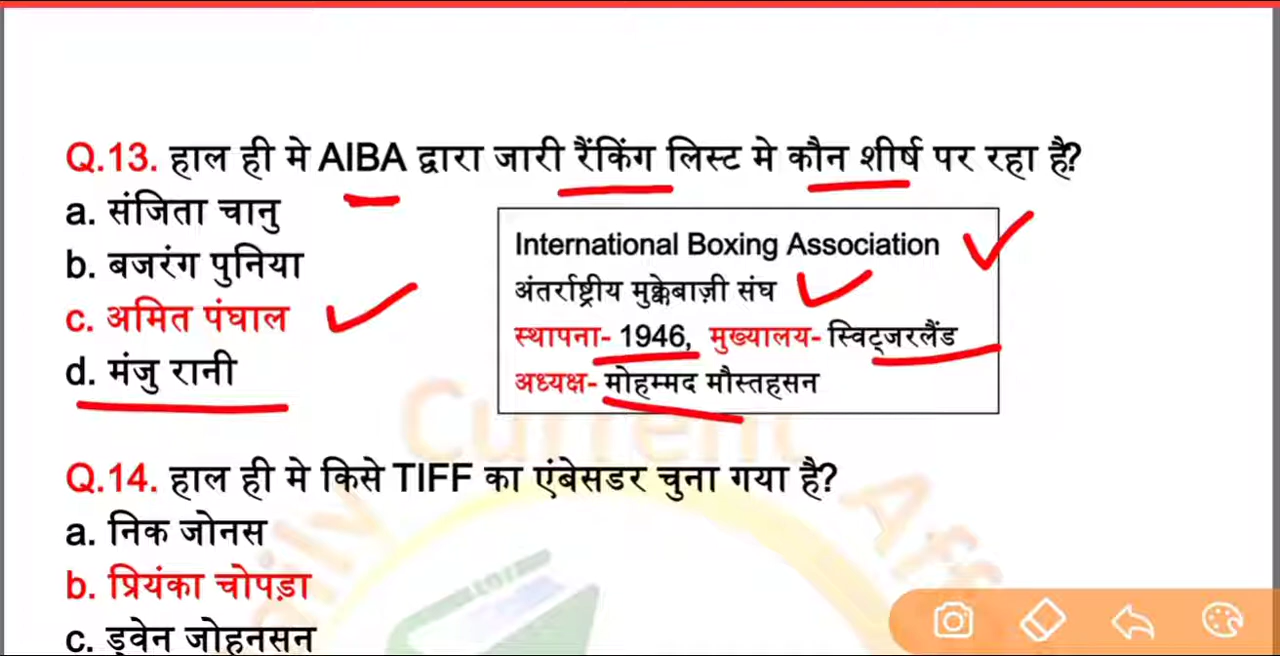 Q.13. हाल ही मे AIBA द्वारा जारी रैंकिंग लिस्ट मे कौन शीर्ष पर रहा है?
a. संजिता चानु
b. बजरंग पुनिया
c. अमित पंघाल
d. मंजु रानी
International Boxing Association
अंतर्राष्ट्रीय मुक्केबाज़ी संघ
स्थापना- 1946, मुख्यालय- स्विट्जरलैंड
अध्यक्ष- मोहम्मद मौस्तहसन
Current
Q.14. हाल ही मे किसे TIFF का एंबेसडर चुना गया है?
a. निक जोनस
b. प्रियंका चोपड़ा
c. ड्वेन जोहनसन